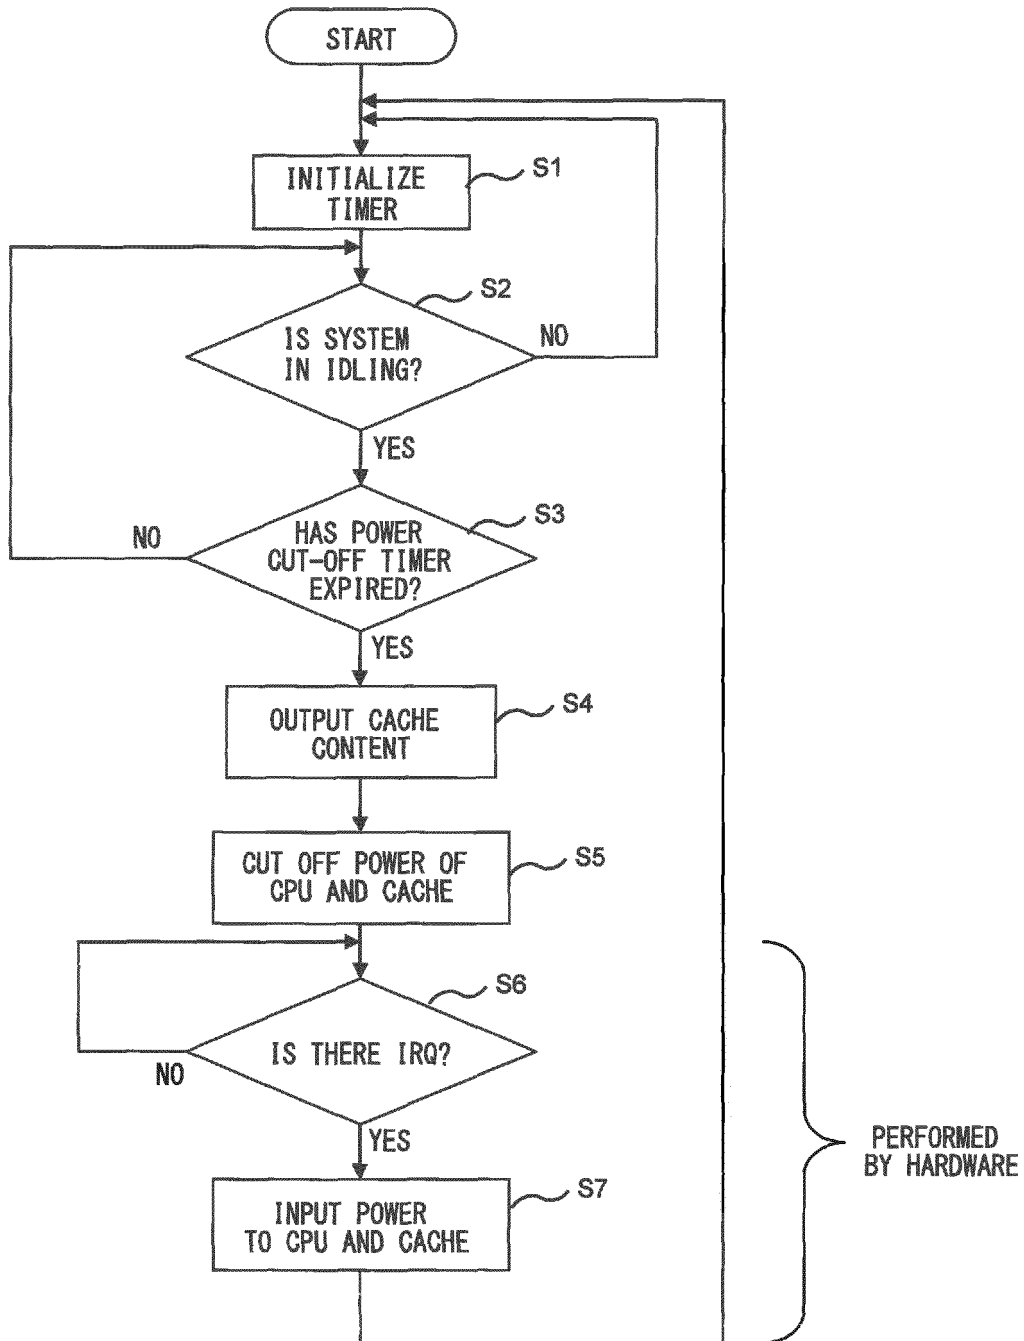 START
INITIALIZE
TIMER
S1
IS SYSTEM
IN IDLING?
S2
NO
YES
HAS POWER
CUT-OFF TIMER
EXPIRED?
S3
NO
YES
OUTPUT CACHE
CONTENT
S4
CUT OFF POWER OF
CPU AND CACHE
S5
IS THERE IRQ?
S6
NO
YES
INPUT POWER
TO CPU AND CACHE
S7
PERFORMED
BY HARDWARE